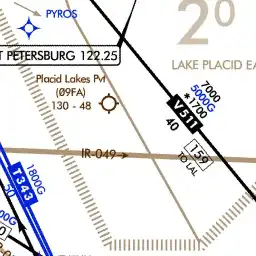 PYROS
2°
T PETERSBURG 122.25
LAKE PLACID EA
Placid Lakes Pvt
(09FA)
130 - 48
7000
5000G
*1700
V511
40
IR-049
159
TO LAL
1800G
T343
50